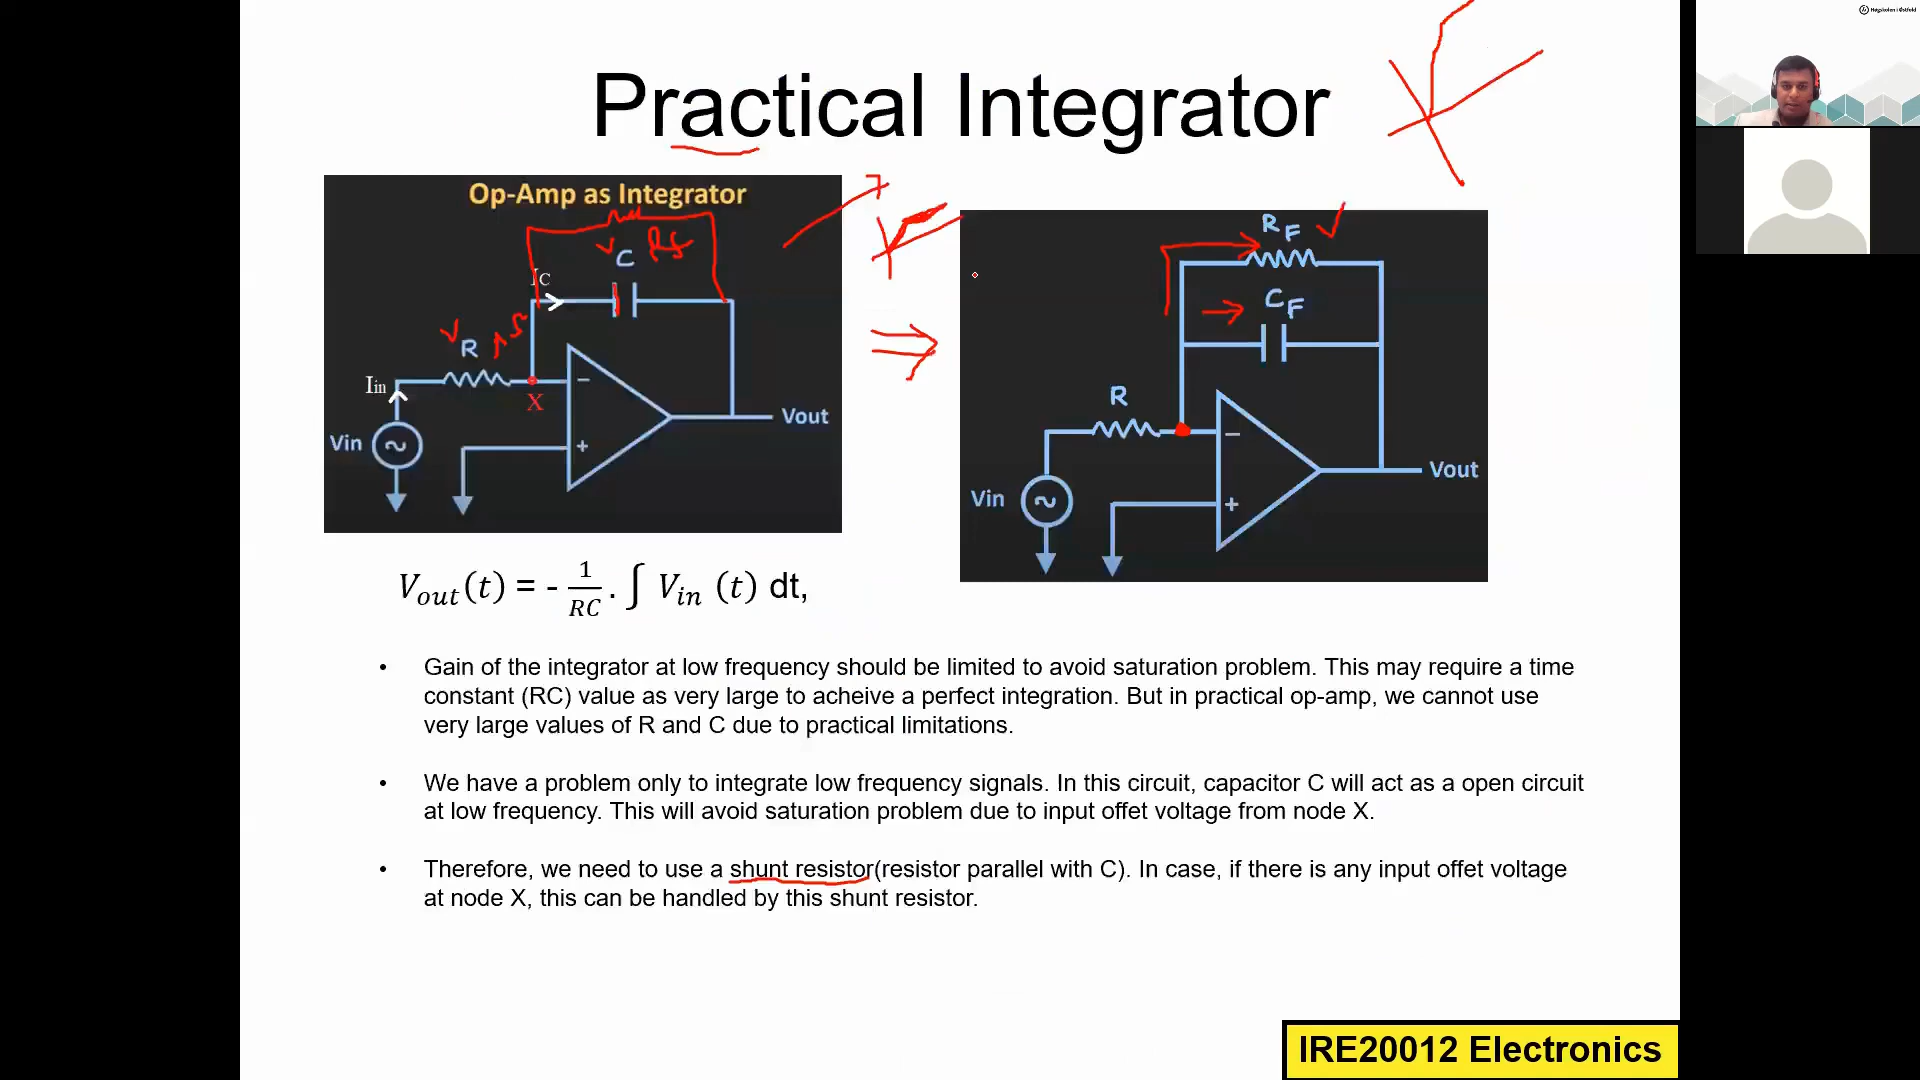 Høgskolen i Østfold
Practical Integrator
Op-Amp as Integrator
Rf
C
IC
R
Iin
X
Vin
Vout
RF
CF
R
Vin
Vout
Vout(t) = - 1/RC . ∫ Vin (t) dt,
• Gain of the integrator at low frequency should be limited to avoid saturation problem. This may require a time
constant (RC) value as very large to acheive a perfect integration. But in practical op-amp, we cannot use
very large values of R and C due to practical limitations.
• We have a problem only to integrate low frequency signals. In this circuit, capacitor C will act as a open circuit
at low frequency. This will avoid saturation problem due to input offet voltage from node X.
• Therefore, we need to use a shunt resistor(resistor parallel with C). In case, if there is any input offet voltage
at node X, this can be handled by this shunt resistor.
IRE20012 Electronics